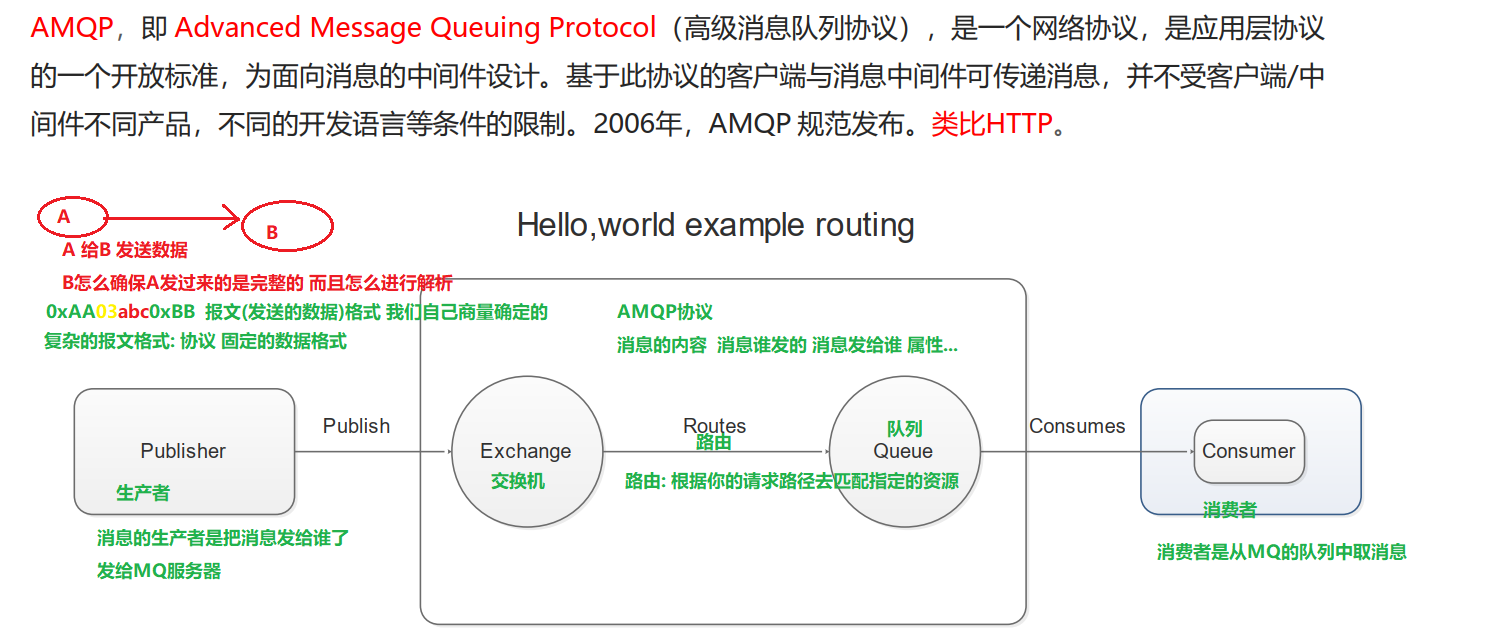 AMQP，即 Advanced Message Queuing Protocol（高级消息队列协议），是一个网络协议，是应用层协议
的一个开放标准，为面向消息的中间件设计。基于此协议的客户端与消息中间件可传递消息，并不受客户端/中
间件不同产品，不同的开发语言等条件的限制。2006年，AMQP 规范发布。类比HTTP。
A
B
A 给B 发送数据
B怎么确保A发过来的是完整的 而且怎么进行解析
0xAA03abc0xBB 报文(发送的数据)格式 我们自己商量确定的
复杂的报文格式: 协议 固定的数据格式
Hello,world example routing
AMQP协议
消息的内容 消息谁发的 消息发给谁 属性...
Publisher
生产者
消息的生产者是把消息发给谁了
发给MQ服务器
Publish
Exchange
交换机
Routes
路由
路由: 根据你的请求路径去匹配指定的资源
队列
Queue
Consumes
Consumer
消费者
消费者是从MQ的队列中取消息